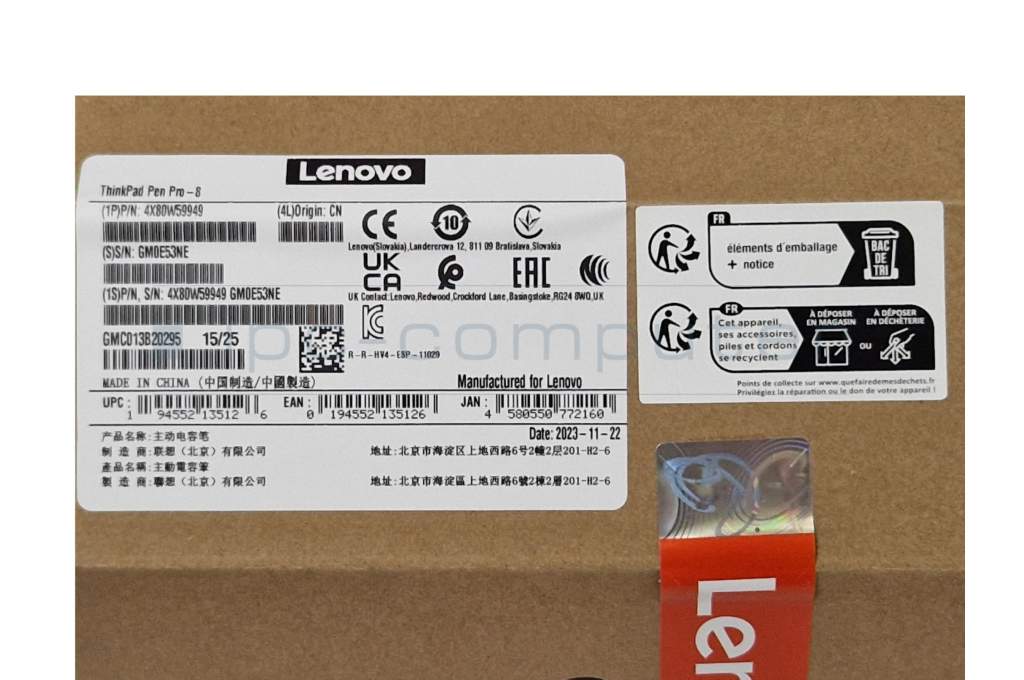 Lenovo
ThinkPad Pen Pro-8
(1P)P/N: 4X80W59949 (4L)Origin: CN
(S)S/N: GM0E53NE
Lenovo(Slovakia),Landererova 12, 811 09 Bratislava,Slovakia
10
UK
CA
EAC
(1S)P/N, S/N: 4X80W59949 GM0E53NE
UK Contact:Lenovo,Redwood,Crockford Lane,Basingstoke,RG24 8WQ,UK
GMC013B20295 15/25
R-R-HV4-ESP-11029
MADE IN CHINA (中国制造/中國製造) Manufactured for Lenovo
UPC: 1 94552 13512 6 EAN: 0 194552 135126 JAN: 4 580550 772160
Date: 2023-11-22
产品名称:主动电容笔
制 造 商:联想 (北京) 有限公司 地址:北京市海淀区上地西路6号2幢2层201-H2-6
產品名稱:主動電容筆
製 造 商:聯想 (北京) 有限公司 地址:北京市海淀區上地西路6號2棟2層201-H2-6
FR
éléments d'emballage
+ notice
BAC
DE
TRI
FR
Cet appareil,
ses accessoires,
piles et cordons
se recyclent
À DÉPOSER
EN MAGASIN
OU
À DÉPOSER
EN DÉCHÈTERIE
Points de collecte sur www.quefairedemesdechets.fr
Privilégiez la réparation ou le don de votre appareil !
Len